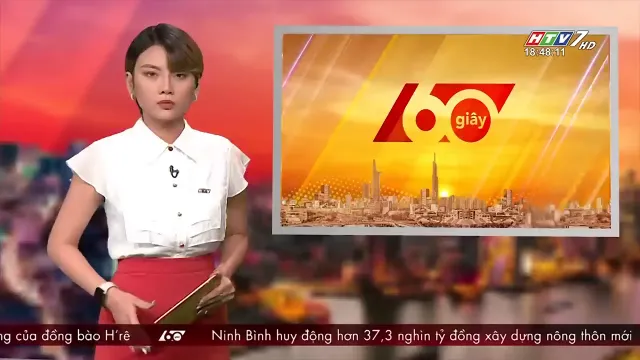 HTV7 HD
18:48:11
60 giây
ng của đồng bào H'rê 60 Ninh Bình huy động hơn 37,3 nghìn tỷ đồng xây dựng nông thôn mới